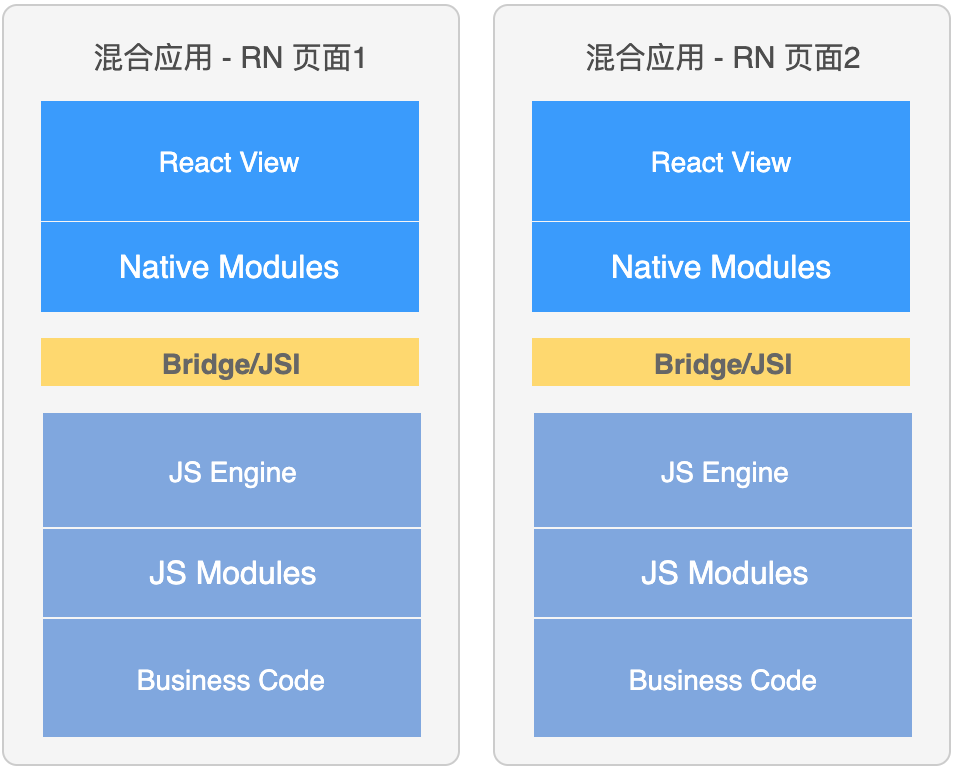 混合应用 - RN 页面1
React View
Native Modules
Bridge/JSI
JS Engine
JS Modules
Business Code
混合应用 - RN 页面2
React View
Native Modules
Bridge/JSI
JS Engine
JS Modules
Business Code